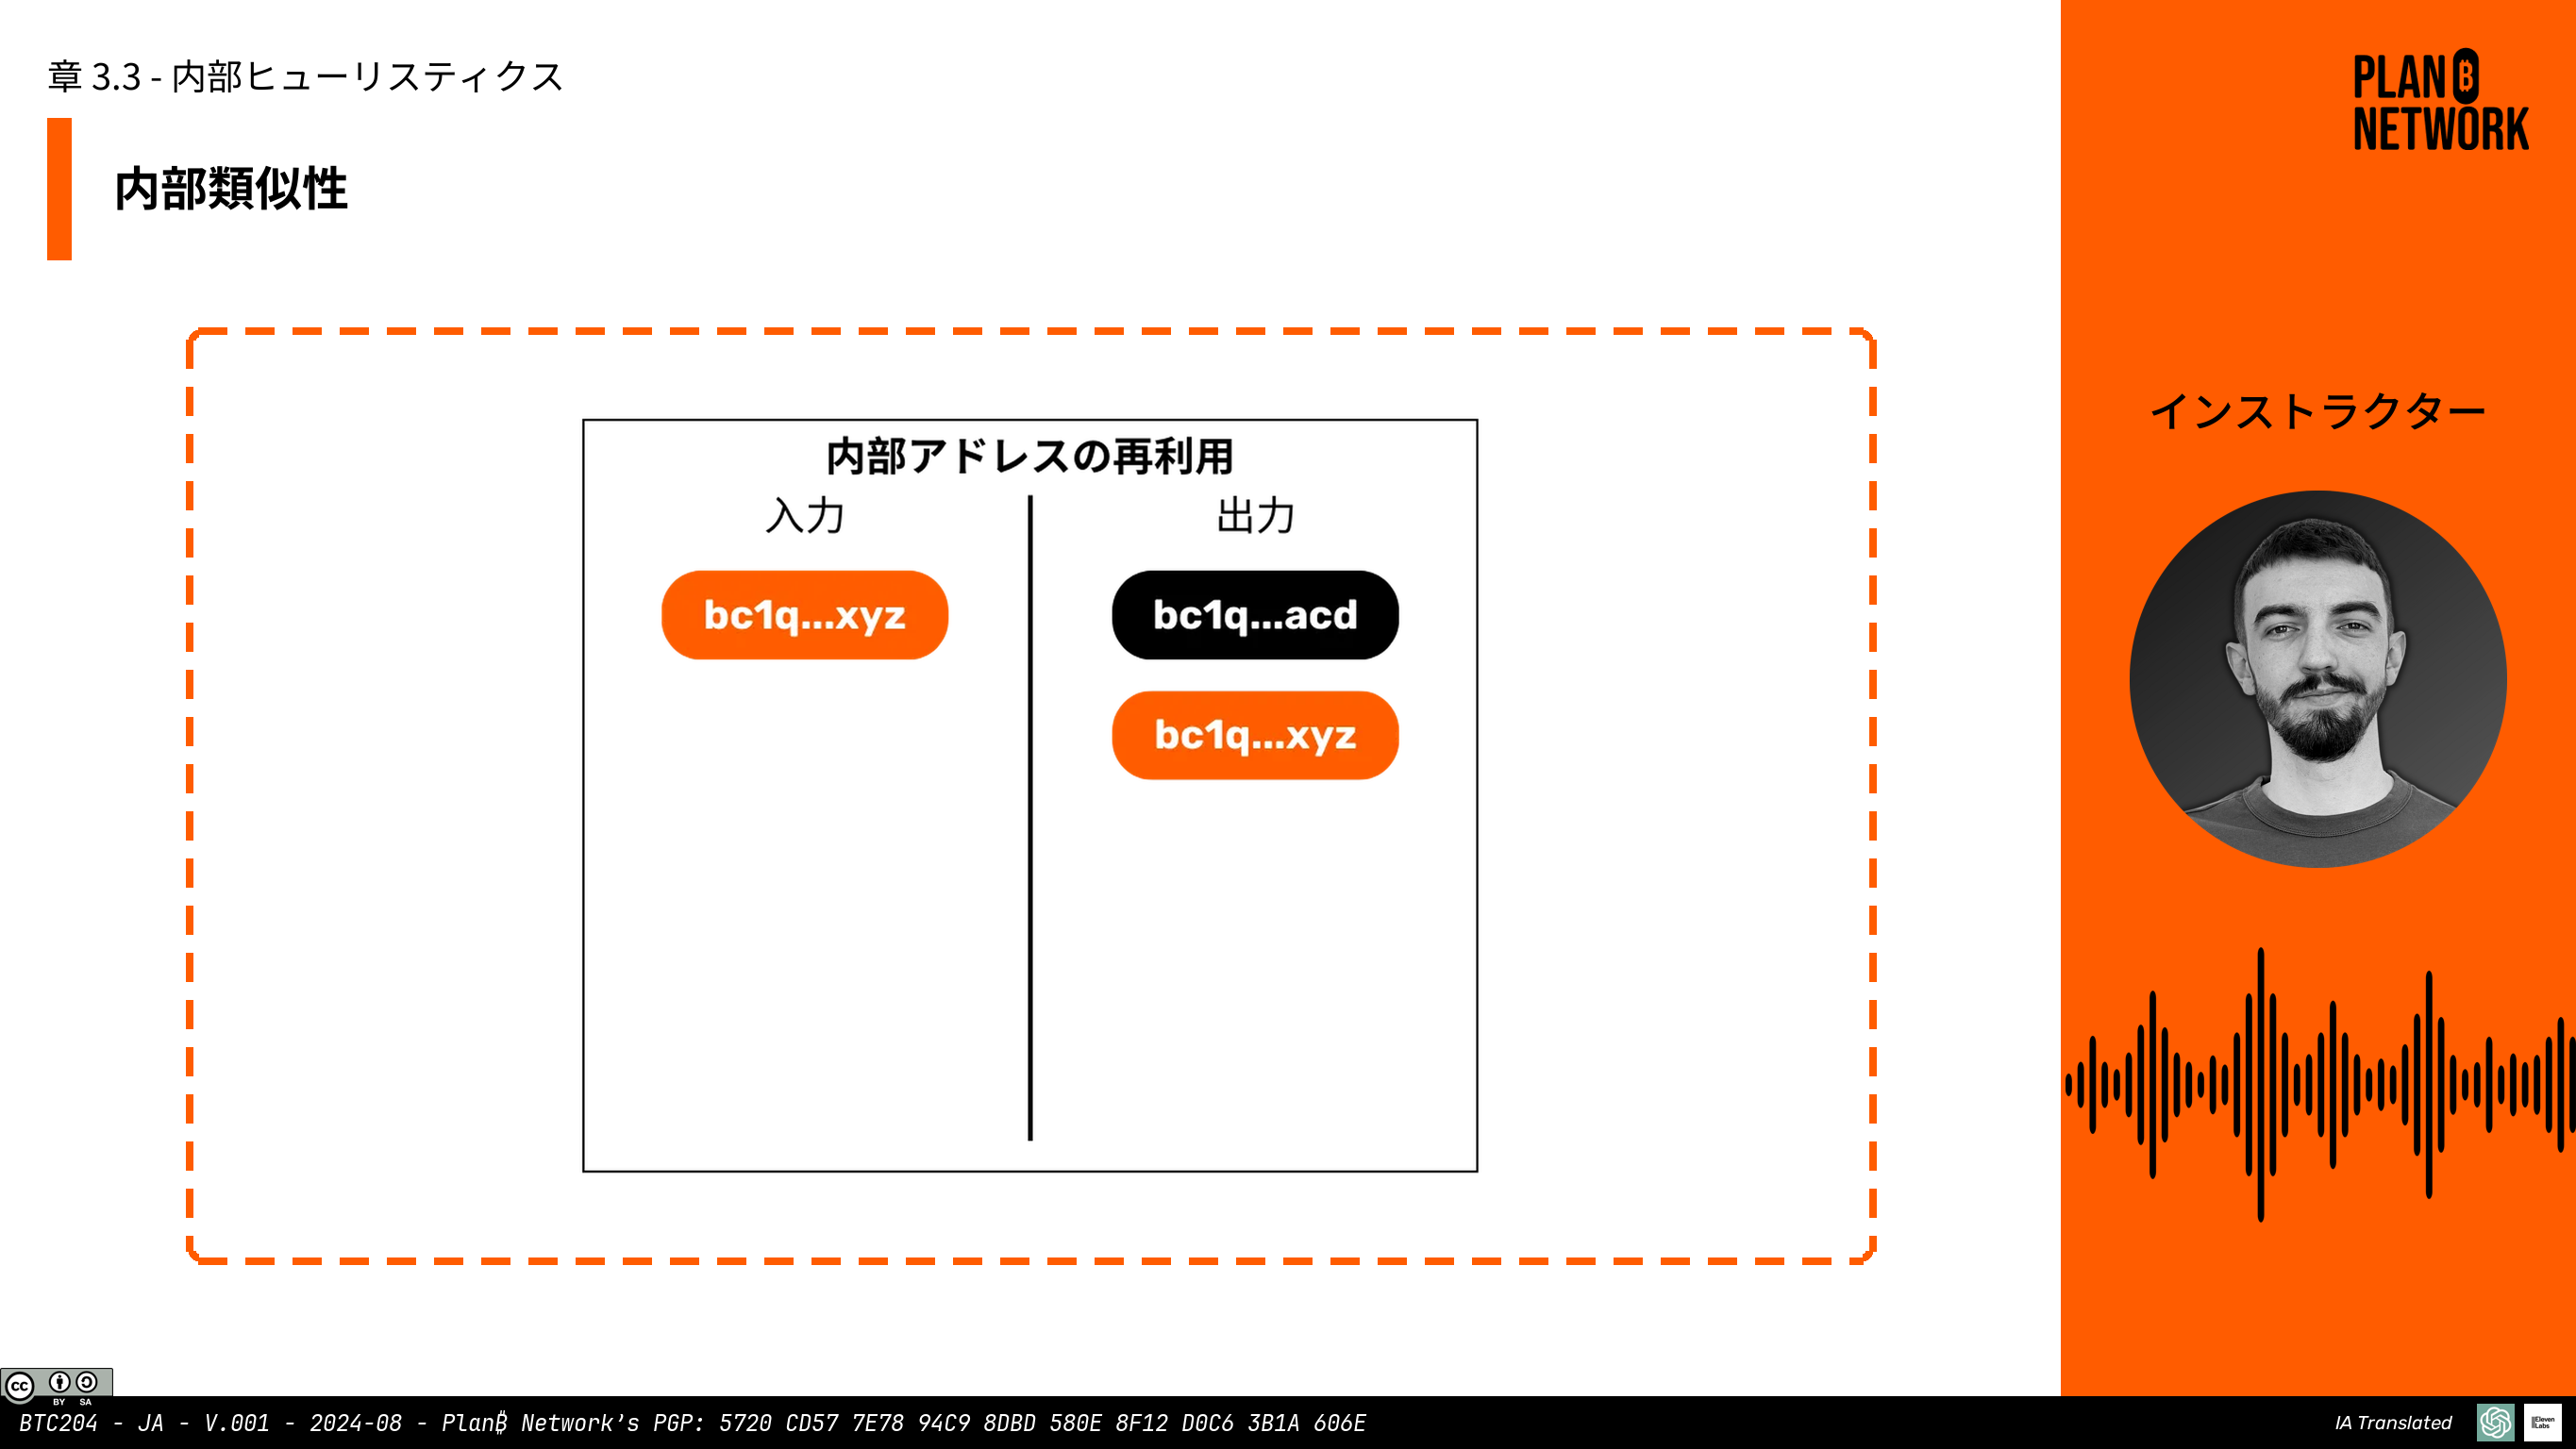 章 3.3 - 内部ヒューリスティクス
内部類似性
内部アドレスの再利用
入力
出力
bc1q...xyz
bc1q...acd
bc1q...xyz
PLAN ₿
NETWORK
インストラクター
cc
BY SA
BTC204 - JA - V.001 - 2024-08 - Plan₿ Network's PGP: 5720 CD57 7E78 94C9 8DBD 580E 8F12 D0C6 3B1A 606E
IA Translated
ElevenLabs